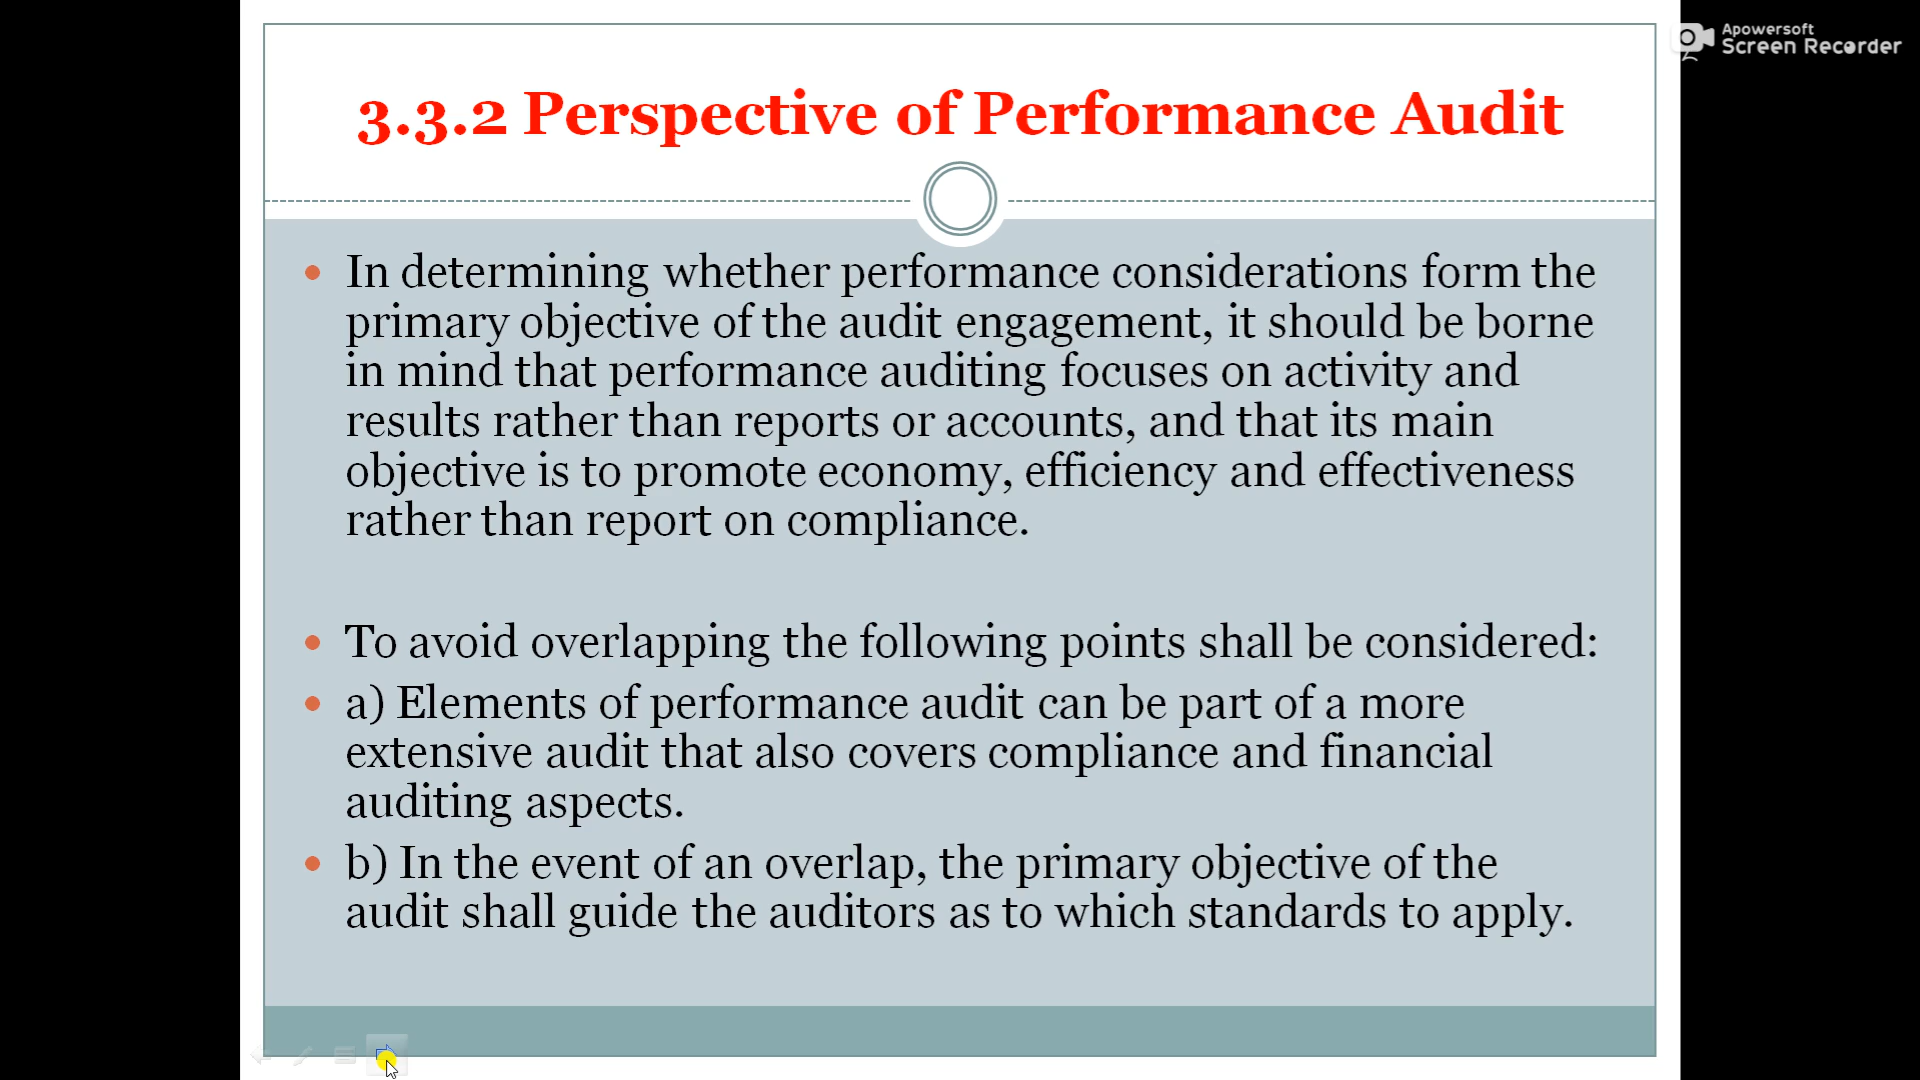 Apowersoft
Screen Recorder
3.3.2 Perspective of Performance Audit
In determining whether performance considerations form the
primary objective of the audit engagement, it should be borne
in mind that performance auditing focuses on activity and
results rather than reports or accounts, and that its main
objective is to promote economy, efficiency and effectiveness
rather than report on compliance.
To avoid overlapping the following points shall be considered:
a) Elements of performance audit can be part of a more
extensive audit that also covers compliance and financial
auditing aspects.
b) In the event of an overlap, the primary objective of the
audit shall guide the auditors as to which standards to apply.